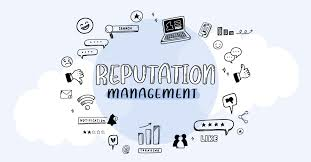 SEARCH
REPUTATION
MANAGEMENT
NOTIFICATION
LIKE
TRENDING